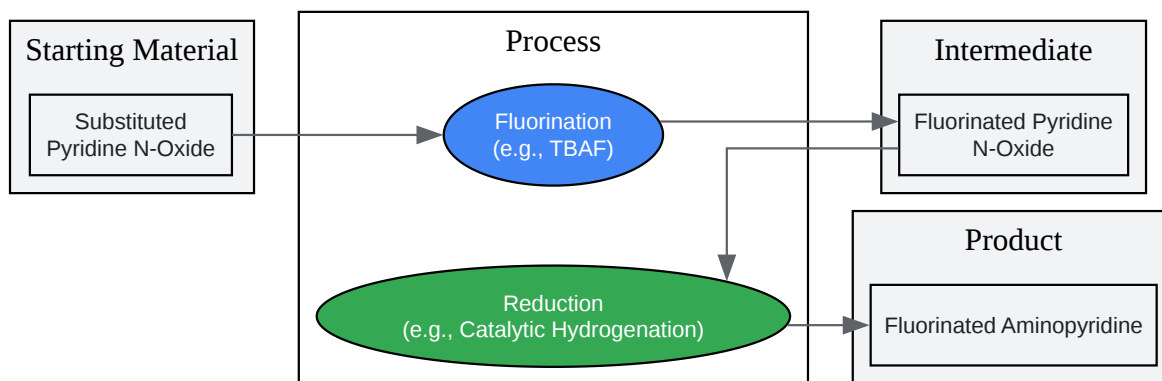 Starting Material
Substituted
Pyridine N-Oxide
Process
Fluorination
(e.g., TBAF)
Intermediate
Fluorinated Pyridine
N-Oxide
Reduction
(e.g., Catalytic Hydrogenation)
Product
Fluorinated Aminopyridine